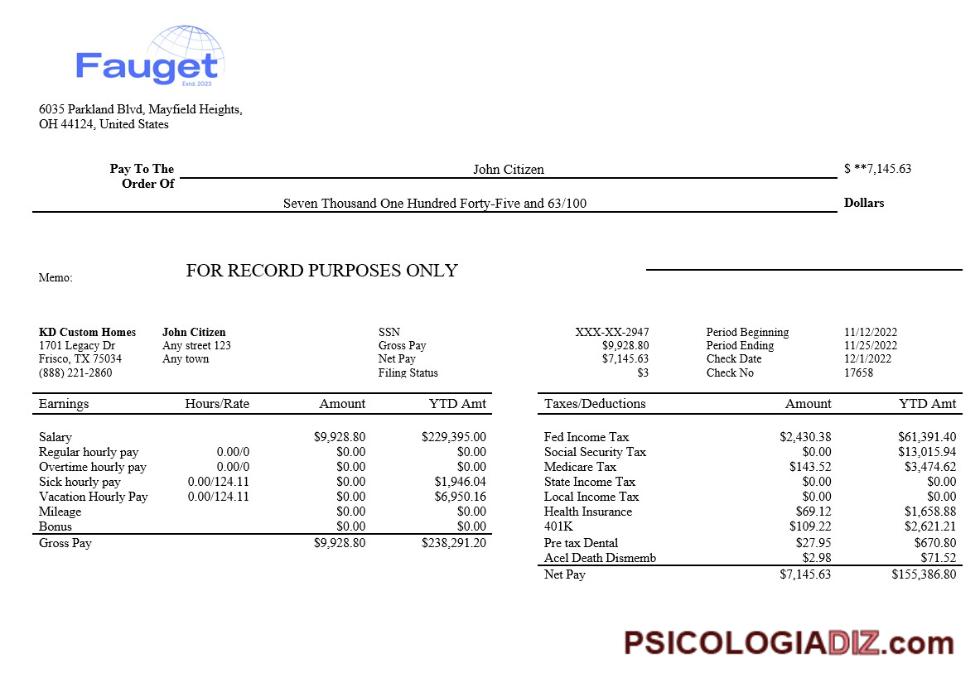 Fauget
Estd. 2023
6035 Parkland Blvd, Mayfield Heights,
OH 44124, United States
Pay To The Order Of John Citizen $ **7,145.63
Seven Thousand One Hundred Forty-Five and 63/100 Dollars
Memo: FOR RECORD PURPOSES ONLY
KD Custom Homes John Citizen SSN XXX-XX-2947 Period Beginning 11/12/2022
1701 Legacy Dr Any street 123 Gross Pay $9,928.80 Period Ending 11/25/2022
Frisco, TX 75034 Any town Net Pay $7,145.63 Check Date 12/1/2022
(888) 221-2860 Filing Status $3 Check No 17658
Earnings Hours/Rate Amount YTD Amt Taxes/Deductions Amount YTD Amt
Salary $9,928.80 $229,395.00 Fed Income Tax $2,430.38 $61,391.40
Regular hourly pay 0.00/0 $0.00 $0.00 Social Security Tax $0.00 $13,015.94
Overtime hourly pay 0.00/0 $0.00 $0.00 Medicare Tax $143.52 $3,474.62
Sick hourly pay 0.00/124.11 $0.00 $1,946.04 State Income Tax $0.00 $0.00
Vacation Hourly Pay 0.00/124.11 $0.00 $6,950.16 Local Income Tax $0.00 $0.00
Mileage $0.00 $0.00 Health Insurance $69.12 $1,658.88
Bonus $0.00 $0.00 401K $109.22 $2,621.21
Gross Pay $9,928.80 $238,291.20 Pre tax Dental $27.95 $670.80
Acel Death Dismemb $2.98 $71.52
Net Pay $7,145.63 $155,386.80
PSICOLOGIADIZ.com